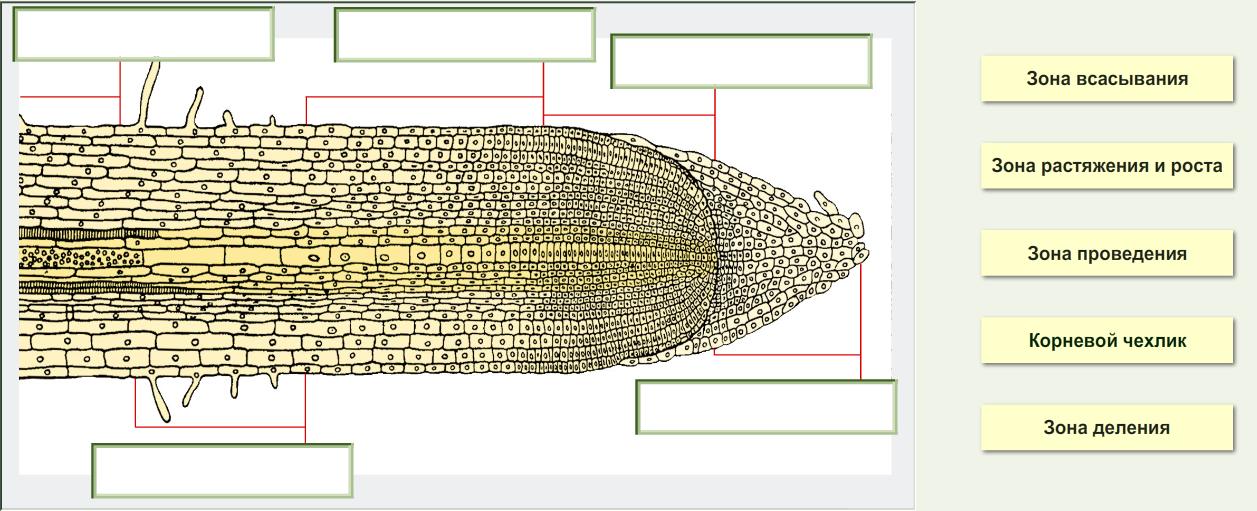 Зона всасывания
Зона растяжения и роста
Зона проведения
Корневой чехлик
Зона деления